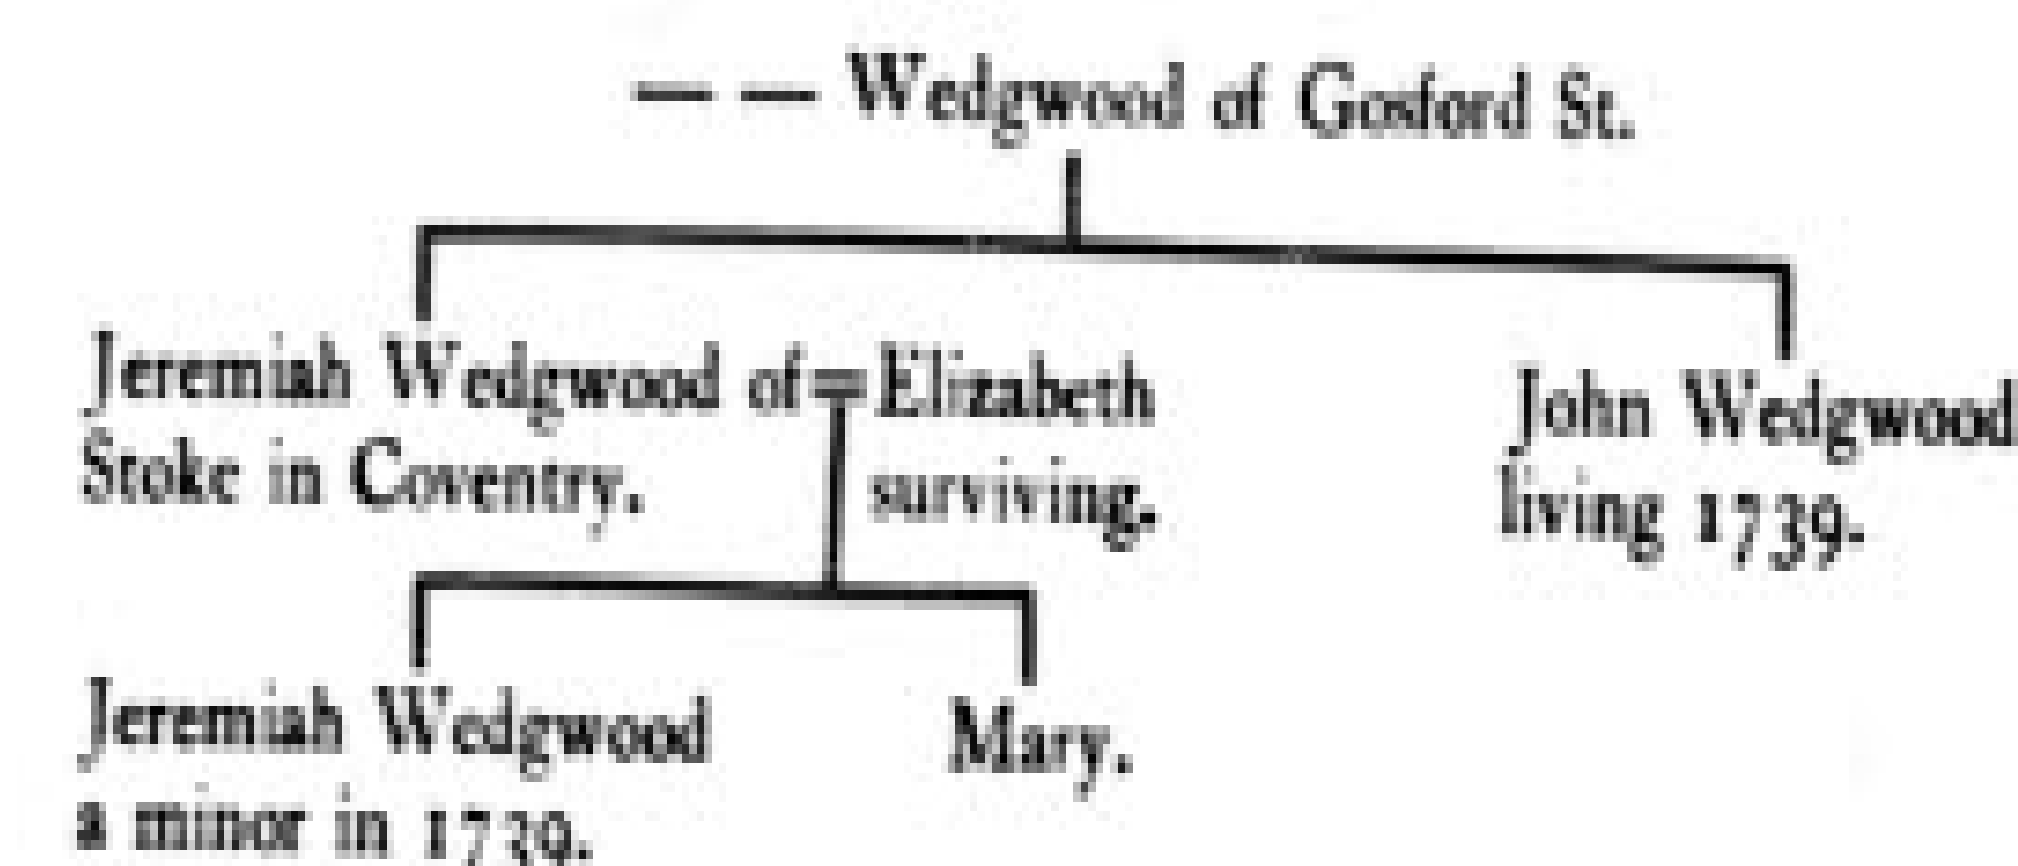 — — Wedgwood of Gosford St.
Jeremiah Wedgwood of = Elizabeth
Stoke in Coventry. surviving.
John Wedgwood
living 1739.
Jeremiah Wedgwood Mary.
a minor in 1739.